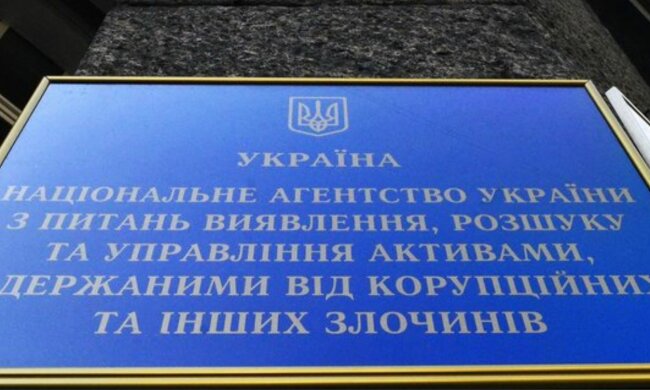 УКРАЇНА
НАЦІОНАЛЬНЕ АГЕНТСТВО УКРАЇНИ
З ПИТАНЬ ВИЯВЛЕННЯ, РОЗШУКУ
ТА УПРАВЛІННЯ АКТИВАМИ,
ДЕРЖАНИМИ ВІД КОРУПЦІЙНИХ
ТА ІНШИХ ЗЛОЧИНІВ